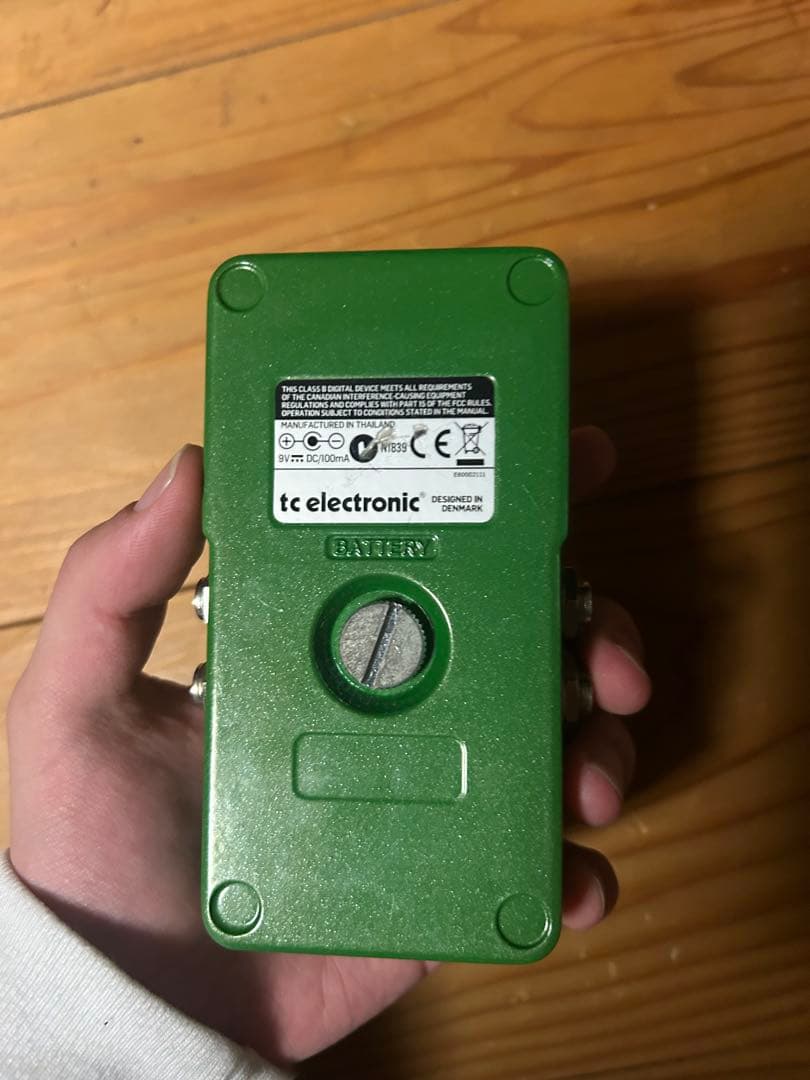 THIS CLASS B DIGITAL DEVICE MEETS ALL REQUIREMENTS
OF THE CANADIAN INTERFERENCE-CAUSING EQUIPMENT
REGULATIONS AND COMPLIES WITH PART 15 OF THE FCC RULES.
OPERATION SUBJECT TO CONDITIONS STATED IN THE MANUAL.
MANUFACTURED IN THAILAND
N1839 CE
9V DC/100mA
E60002111
tc electronic® DESIGNED IN
DENMARK
BATTERY